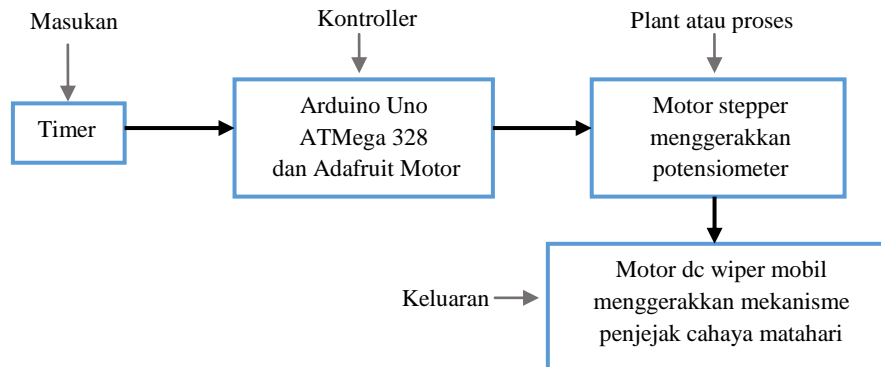 Masukan
Kontroller
Plant atau proses
Timer
Arduino Uno
ATMega 328
dan Adafruit Motor
Motor stepper
menggerakkan
potensiometer
Keluaran
Motor dc wiper mobil
menggerakkan mekanisme
penjejak cahaya matahari